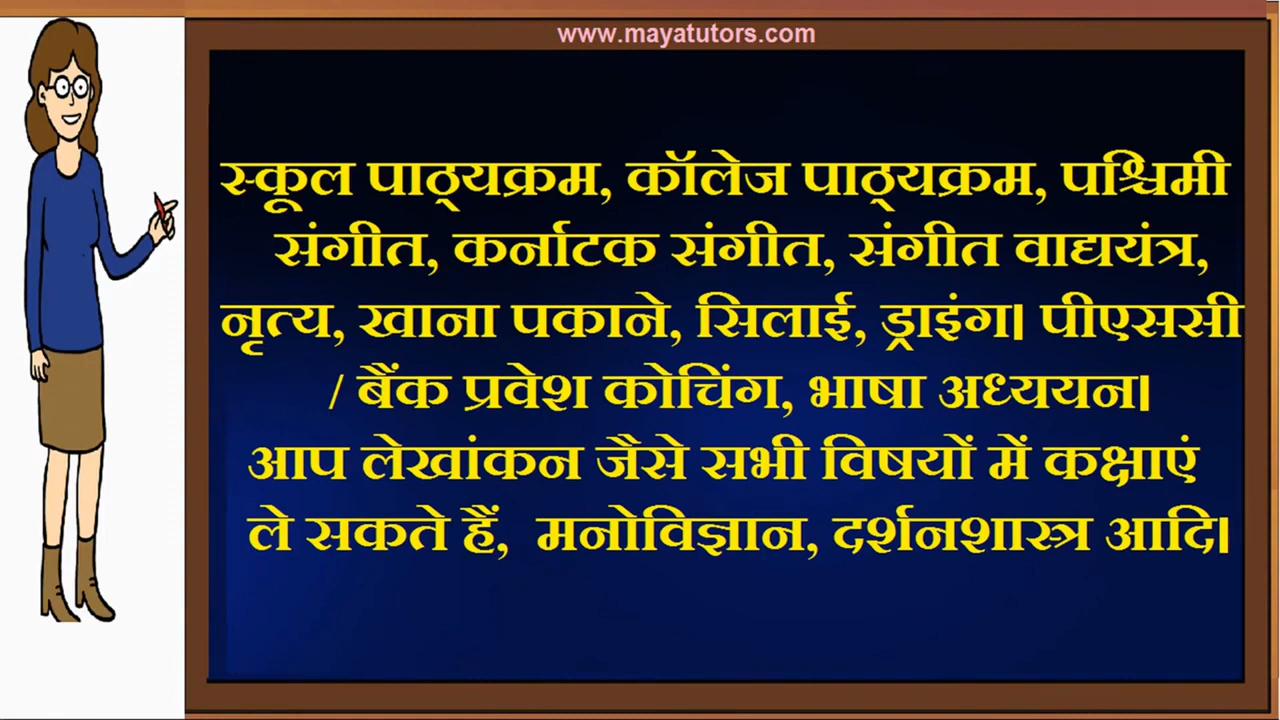 www.mayatutors.com
स्कूल पाठ्यक्रम, कॉलेज पाठ्यक्रम, पश्चिमी
संगीत, कर्नाटक संगीत, संगीत वाद्ययंत्र,
नृत्य, खाना पकाने, सिलाई, ड्राइंग। पीएससी
/ बैंक प्रवेश कोचिंग, भाषा अध्ययन।
आप लेखांकन जैसे सभी विषयों में कक्षाएं
ले सकते हैं, मनोविज्ञान, दर्शनशास्त्र आदि।